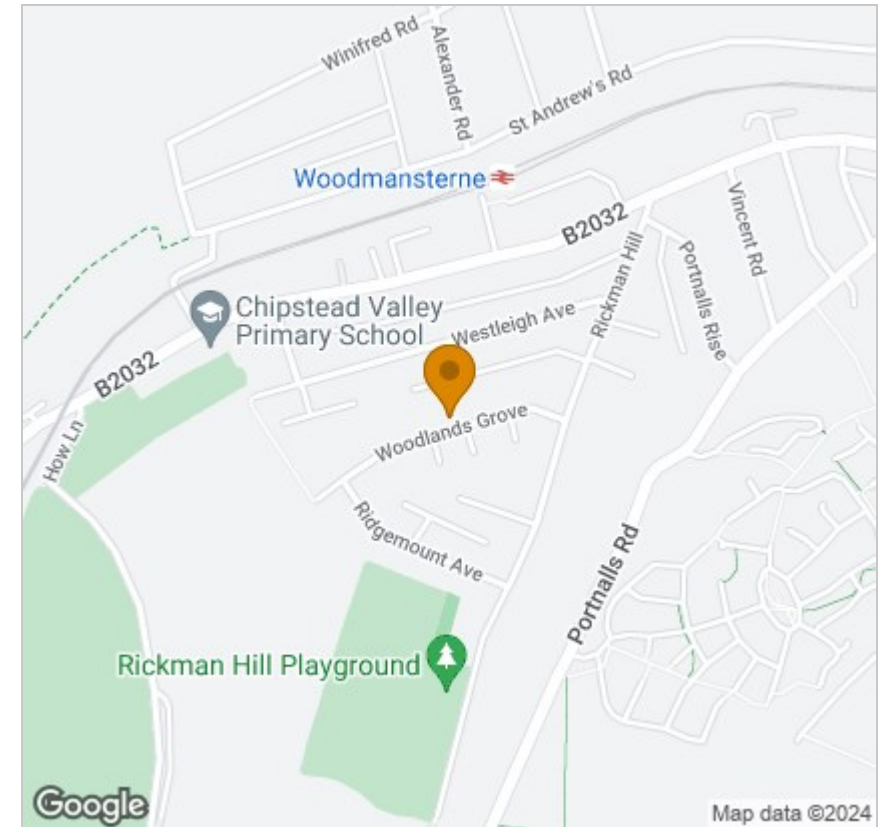 Winifred Rd
Alexander Rd
St Andrew's Rd
Woodmansterne
B2032
Vincent Rd
Rickman Hill
Portnalls Rise
Chipstead Valley
Primary School
Westleigh Ave
B2032
How Ln
Woodlands Grove
Ridgemount Ave
Portnalls Rd
Rickman Hill Playground
Google
Map data ©2024